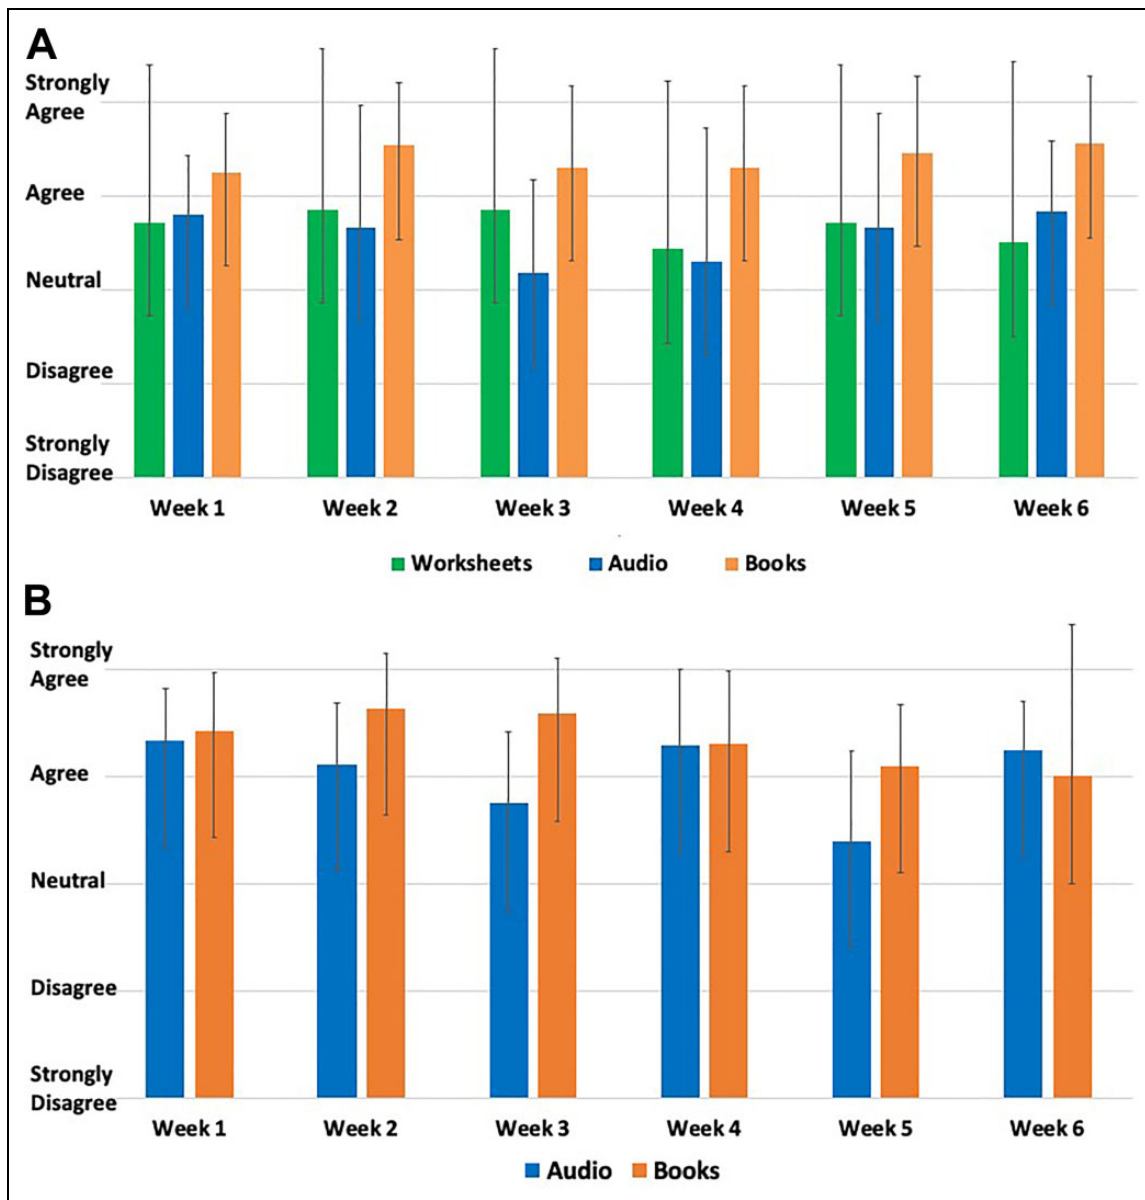 A
Strongly
Agree
Agree
Neutral
Disagree
Strongly
Disagree
Week 1 Week 2 Week 3 Week 4 Week 5 Week 6
Worksheets Audio Books
B
Strongly
Agree
Agree
Neutral
Disagree
Strongly
Disagree
Week 1 Week 2 Week 3 Week 4 Week 5 Week 6
Audio Books